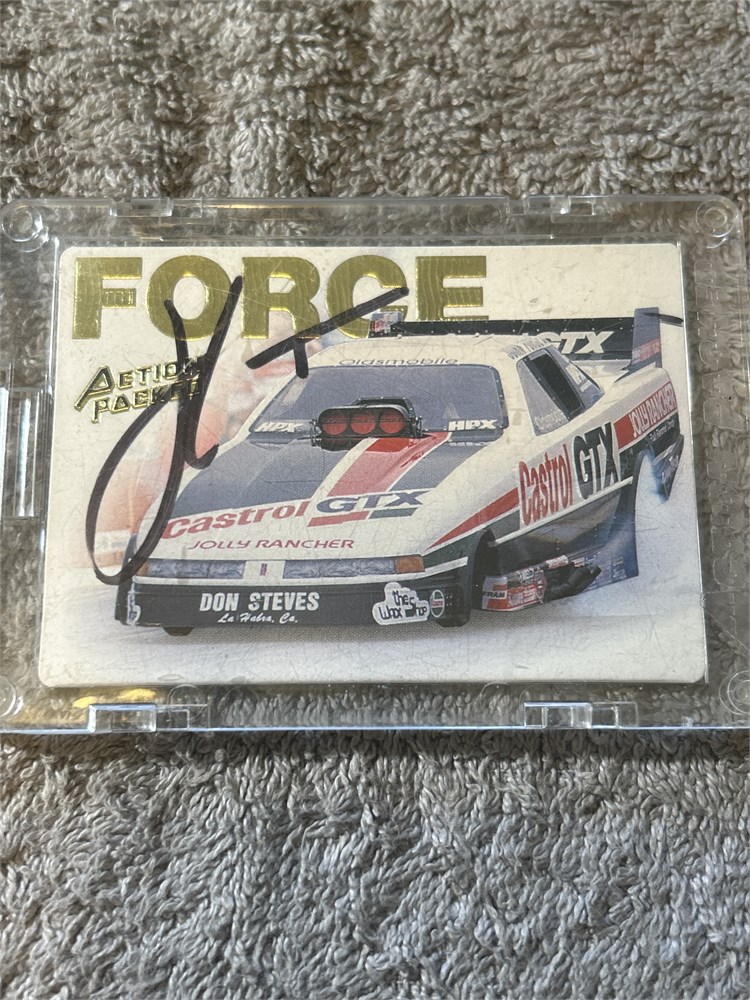 FORCE
ACTION
PACKED
Oldsmobile
GTX
HPX
HPX
JOLLY RANCHER
Castrol GTX
Castrol GTX
JOLLY RANCHER
FRAM
DON STEVES
La Habra, Ca.
the
Wax Shop